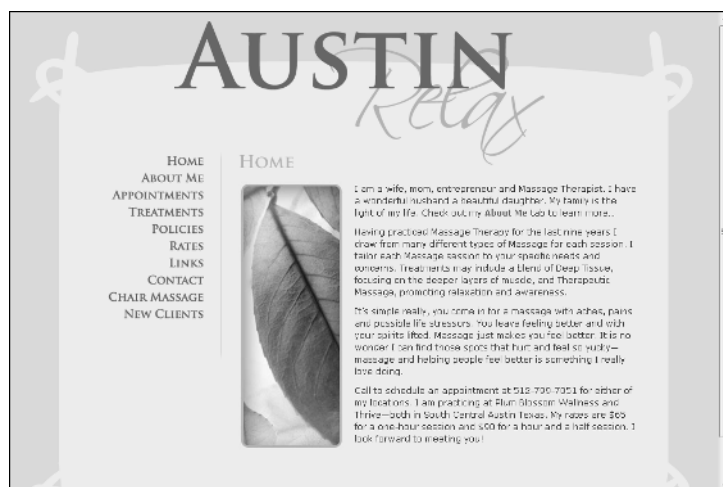 AUSTIN
Relax
HOME
ABOUT ME
APPOINTMENTS
TREATMENTS
POLICIES
RATES
LINKS
CONTACT
CHAIR MASSAGE
NEW CLIENTS
HOME
I am a wife, mom, entrepreneur and Massage Therapist. I have
a wonderful husband a beautiful daughter. My family is the
light of my life. Check out my About Me tab to learn more..
Having practiced Massage Therapy for the last nine years I
draw from many different types of Massage for each session. I
tailor each Massage session to your specific needs and
concerns. Treatments may include a blend of Deep Tissue,
focusing on the deeper layers of muscle, and Therapeutic
Massage, promoting relaxation and awareness.
It's simple really, you come in for a massage with aches, pains
and possible life stressors. You leave feeling better and with
your spirits lifted. Massage just makes you feel better. It is no
wonder I can find those spots that hurt and feel so yucky—
massage and helping people feel better is something I really
love doing.
Call to schedule an appointment at for either of
my locations. I am practicing at Plum Blossom Wellness and
Thrive—both in South Central Austin Texas. My rates are $65
for a one-hour session and $90 for a hour and a half session. I
look forward to meeting you!